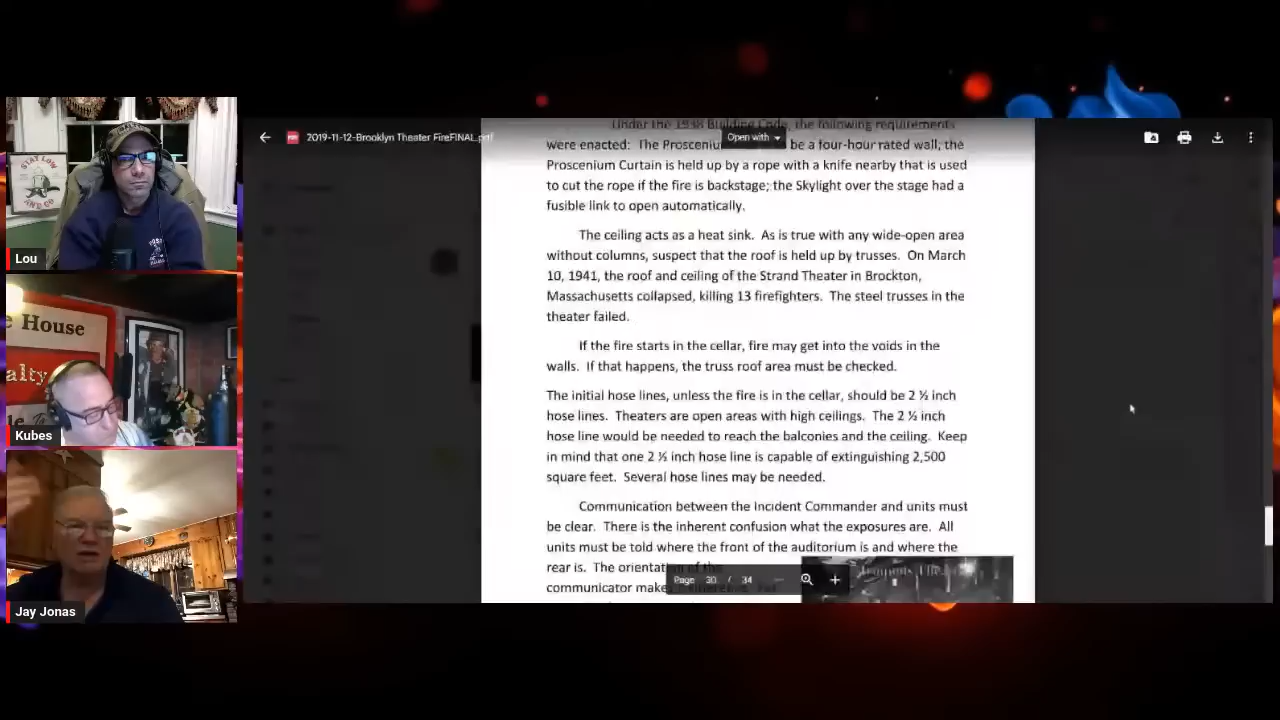 STAY LOW
AND GO
Lou
e House
alty
Kubes
Jay Jonas
2019-11-12-Brooklyn Theater FireFINAL.pdf
Open with
Under the 1938 Building Code, the following requirements
were enacted: The Proscenium be a four-hour rated wall; the
Proscenium Curtain is held up by a rope with a knife nearby that is used
to cut the rope if the fire is backstage; the Skylight over the stage had a
fusible link to open automatically.
The ceiling acts as a heat sink. As is true with any wide-open area
without columns, suspect that the roof is held up by trusses. On March
10, 1941, the roof and ceiling of the Strand Theater in Brockton,
Massachusetts collapsed, killing 13 firefighters. The steel trusses in the
theater failed.
If the fire starts in the cellar, fire may get into the voids in the
walls. If that happens, the truss roof area must be checked.
The initial hose lines, unless the fire is in the cellar, should be 2 ½ inch
hose lines. Theaters are open areas with high ceilings. The 2 ½ inch
hose line would be needed to reach the balconies and the ceiling. Keep
in mind that one 2 ½ inch hose line is capable of extinguishing 2,500
square feet. Several hose lines may be needed.
Communication between the Incident Commander and units must
be clear. There is the inherent confusion what the exposures are. All
units must be told where the front of the auditorium is and where the
rear is. The orientation of the
communicator makes
Page 30 / 34